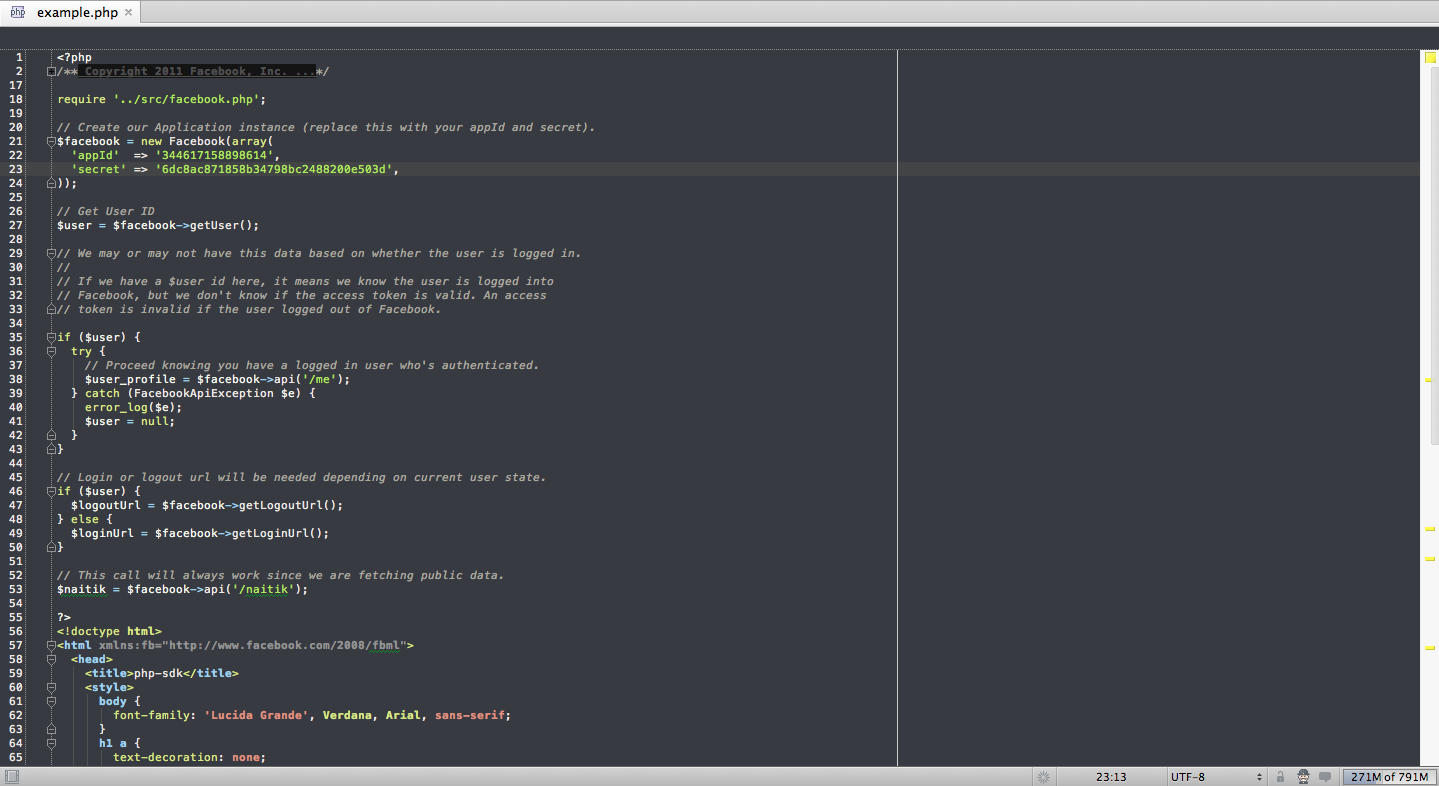 php example.php ×
1 <?php
2 /** Copyright 2011 Facebook, Inc. ...*/
17
18 require '../src/facebook.php';
19
20 // Create our Application instance (replace this with your appId and secret).
21 $facebook = new Facebook(array(
22   'appId'  => '344617158898614',
23   'secret' => '6dc8ac871858b34798bc2488200e503d',
24 ));
25
26 // Get User ID
27 $user = $facebook->getUser();
28
29 // We may or may not have this data based on whether the user is logged in.
30 //
31 // If we have a $user id here, it means we know the user is logged into
32 // Facebook, but we don't know if the access token is valid. An access
33 // token is invalid if the user logged out of Facebook.
34
35 if ($user) {
36   try {
37     // Proceed knowing you have a logged in user who's authenticated.
38     $user_profile = $facebook->api('/me');
39   } catch (FacebookApiException $e) {
40     error_log($e);
41     $user = null;
42   }
43 }
44
45 // Login or logout url will be needed depending on current user state.
46 if ($user) {
47   $logoutUrl = $facebook->getLogoutUrl();
48 } else {
49   $loginUrl = $facebook->getLoginUrl();
50 }
51
52 // This call will always work since we are fetching public data.
53 $naitik = $facebook->api('/naitik');
54
55 ?>
56 <!doctype html>
57 <html xmlns:fb="http://www.facebook.com/2008/fbml">
58   <head>
59     <title>php-sdk</title>
60     <style>
61       body {
62         font-family: 'Lucida Grande', Verdana, Arial, sans-serif;
63       }
64       h1 a {
65         text-decoration: none;
23:13 UTF-8 271M of 791M